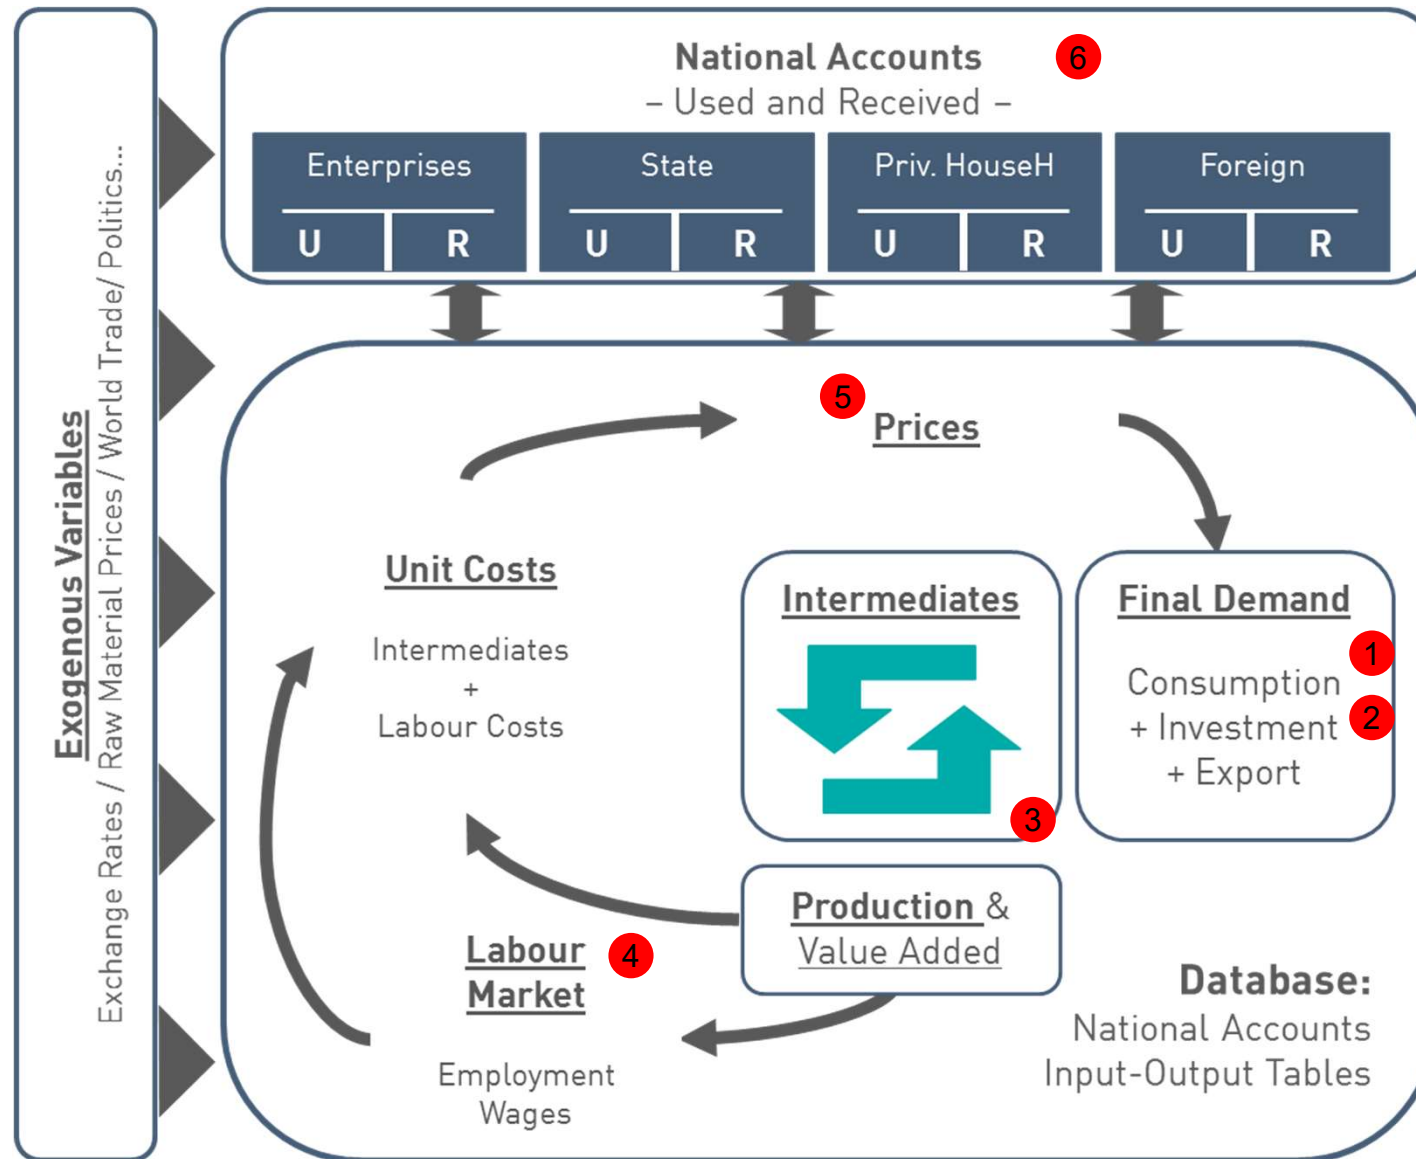 Exogenous Variables
Exchange Rates / Raw Material Prices / World Trade/ Politics...
National Accounts
6
– Used and Received –
Enterprises
U R
State
U R
Priv. HouseH
U R
Foreign
U R
5
Prices
Unit Costs
Intermediates
+
Labour Costs
Intermediates
3
Final Demand
1
Consumption
+ Investment
2
+ Export
Production &
Value Added
Labour
Market
4
Employment
Wages
Database:
National Accounts
Input-Output Tables